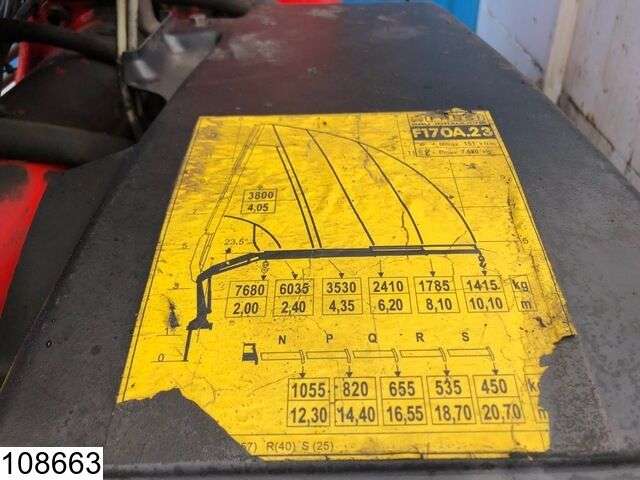 F170A.23
3800
4.05
23.5°
7680 6035 3530 2410 1785 1415 kg
2,00 2,40 4,35 6,20 8,10 10,10 m
N P Q R S
0
1055 820 655 535 450
12,30 14,40 16,55 18,70 20,70 m
57) R(40) S (25)
108663